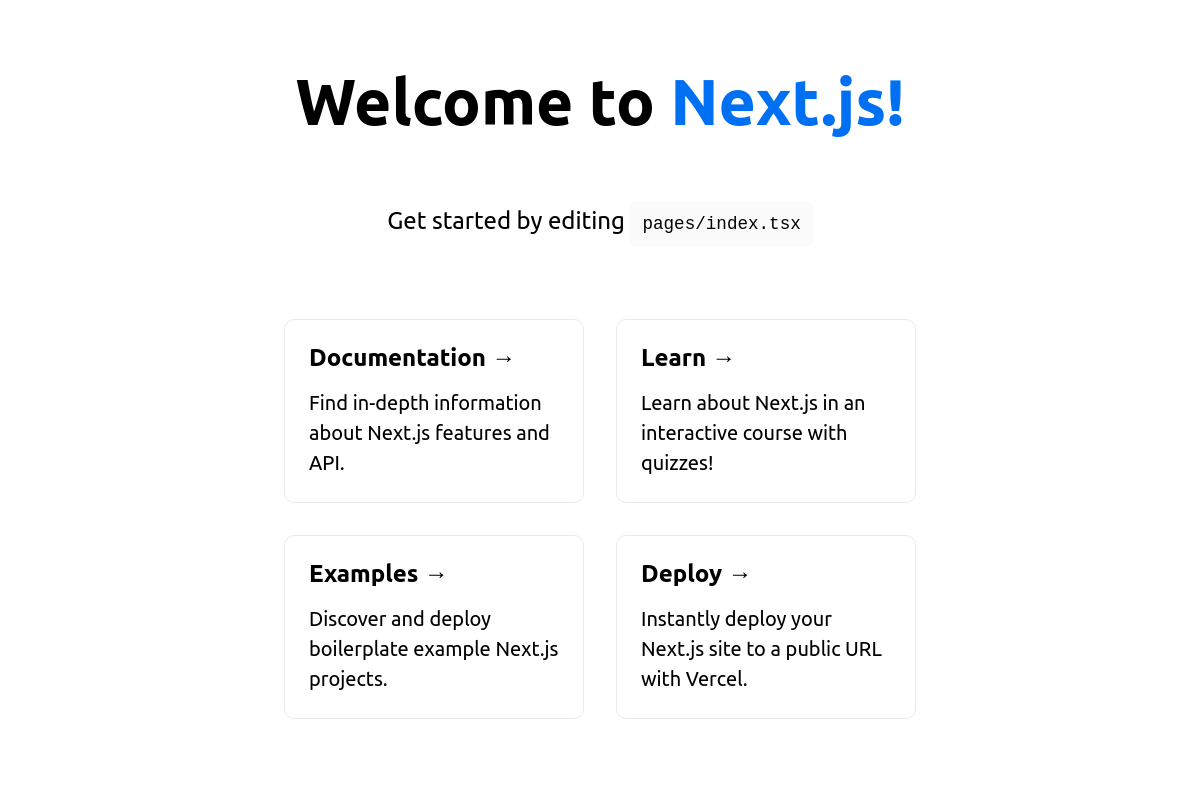 Welcome to Next.js!
Get started by editing pages/index.tsx
Documentation →
Find in-depth information
about Next.js features and
API.
Learn →
Learn about Next.js in an
interactive course with
quizzes!
Examples →
Discover and deploy
boilerplate example Next.js
projects.
Deploy →
Instantly deploy your
Next.js site to a public URL
with Vercel.